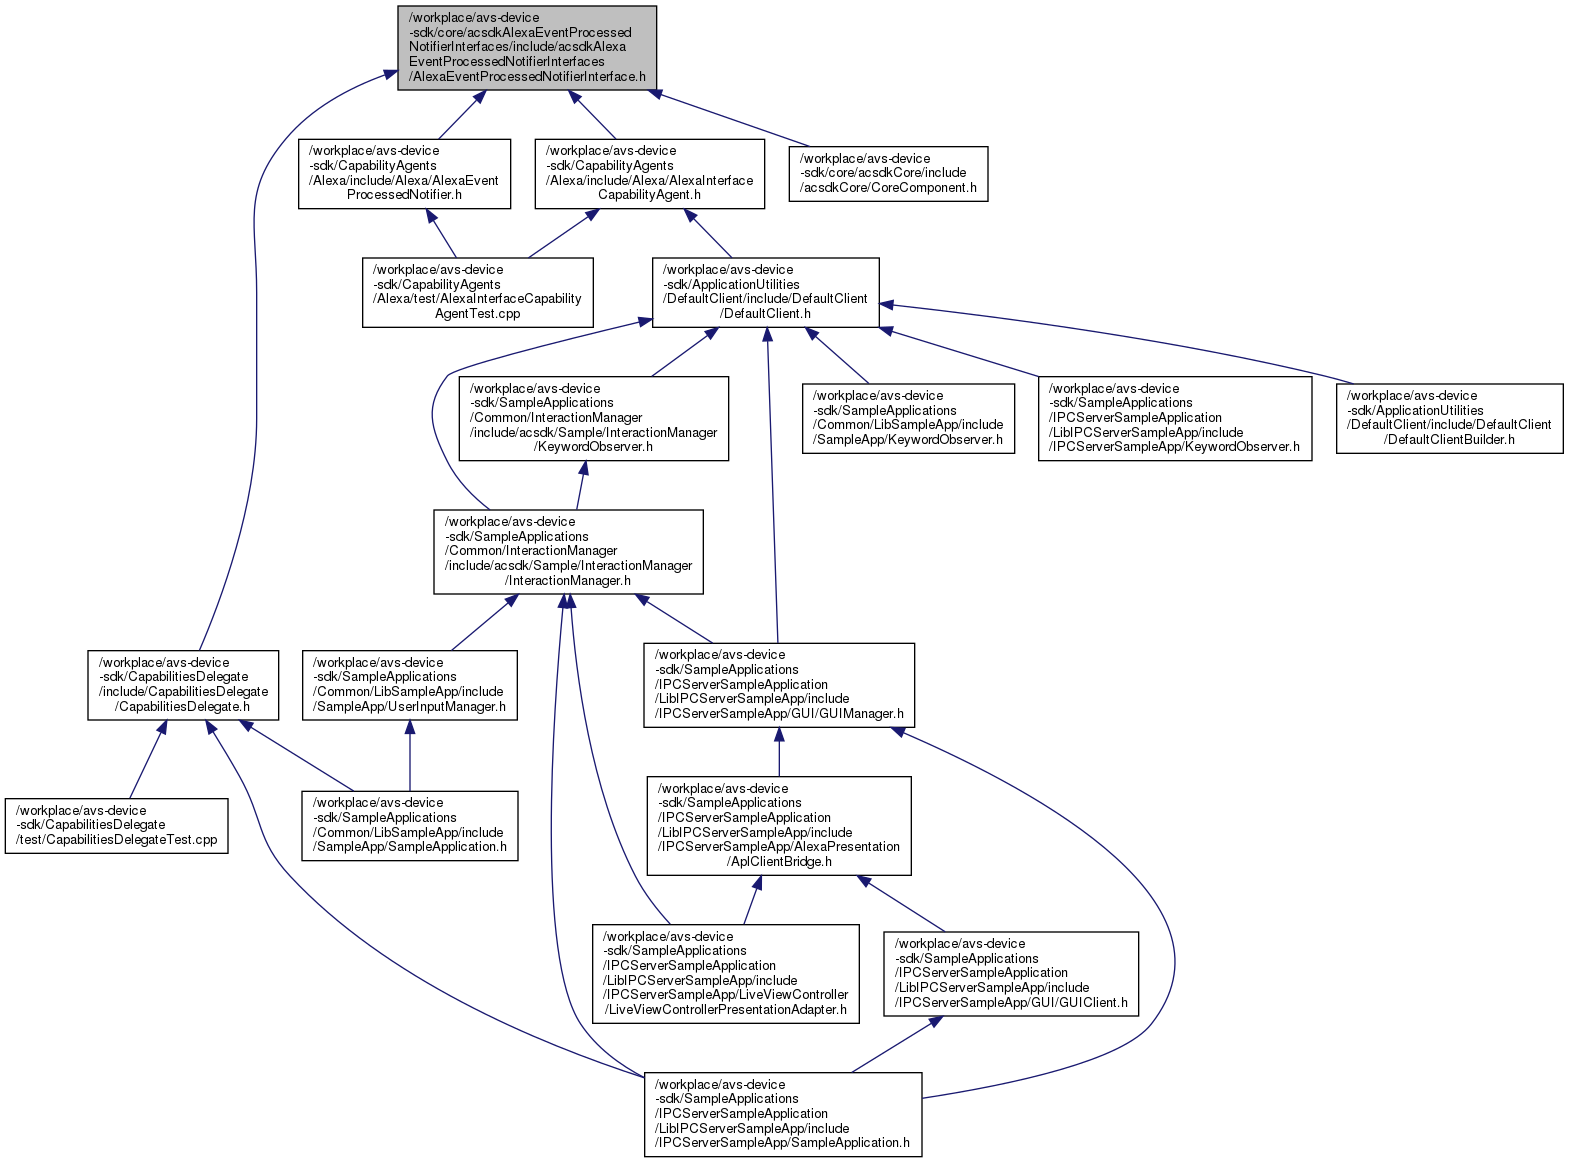 /workplace/avs-device
-sdk/core/acsdkAlexaEventProcessed
NotifierInterfaces/include/acsdkAlexa
EventProcessedNotifierInterfaces
/AlexaEventProcessedNotifierInterface.h
/workplace/avs-device
-sdk/CapabilityAgents
/Alexa/include/Alexa/AlexaEvent
ProcessedNotifier.h
/workplace/avs-device
-sdk/CapabilityAgents
/Alexa/include/Alexa/AlexaInterface
CapabilityAgent.h
/workplace/avs-device
-sdk/core/acsdkCore/include
/acsdkCore/CoreComponent.h
/workplace/avs-device
-sdk/CapabilityAgents
/Alexa/test/AlexaInterfaceCapability
AgentTest.cpp
/workplace/avs-device
-sdk/ApplicationUtilities
/DefaultClient/include/DefaultClient
/DefaultClient.h
/workplace/avs-device
-sdk/SampleApplications
/Common/InteractionManager
/include/acsdk/Sample/InteractionManager
/KeywordObserver.h
/workplace/avs-device
-sdk/SampleApplications
/Common/LibSampleApp/include
/SampleApp/KeywordObserver.h
/workplace/avs-device
-sdk/SampleApplications
/IPCServerSampleApplication
/LibIPCServerSampleApp/include
/IPCServerSampleApp/KeywordObserver.h
/workplace/avs-device
-sdk/ApplicationUtilities
/DefaultClient/include/DefaultClient
/DefaultClientBuilder.h
/workplace/avs-device
-sdk/SampleApplications
/Common/InteractionManager
/include/acsdk/Sample/InteractionManager
/InteractionManager.h
/workplace/avs-device
-sdk/CapabilitiesDelegate
/include/CapabilitiesDelegate
/CapabilitiesDelegate.h
/workplace/avs-device
-sdk/SampleApplications
/Common/LibSampleApp/include
/SampleApp/UserInputManager.h
/workplace/avs-device
-sdk/SampleApplications
/IPCServerSampleApplication
/LibIPCServerSampleApp/include
/IPCServerSampleApp/GUI/GUIManager.h
/workplace/avs-device
-sdk/CapabilitiesDelegate
/test/CapabilitiesDelegateTest.cpp
/workplace/avs-device
-sdk/SampleApplications
/Common/LibSampleApp/include
/SampleApp/SampleApplication.h
/workplace/avs-device
-sdk/SampleApplications
/IPCServerSampleApplication
/LibIPCServerSampleApp/include
/IPCServerSampleApp/AlexaPresentation
/AplClientBridge.h
/workplace/avs-device
-sdk/SampleApplications
/IPCServerSampleApplication
/LibIPCServerSampleApp/include
/IPCServerSampleApp/LiveViewController
/LiveViewControllerPresentationAdapter.h
/workplace/avs-device
-sdk/SampleApplications
/IPCServerSampleApplication
/LibIPCServerSampleApp/include
/IPCServerSampleApp/GUI/GUIClient.h
/workplace/avs-device
-sdk/SampleApplications
/IPCServerSampleApplication
/LibIPCServerSampleApp/include
/IPCServerSampleApp/SampleApplication.h